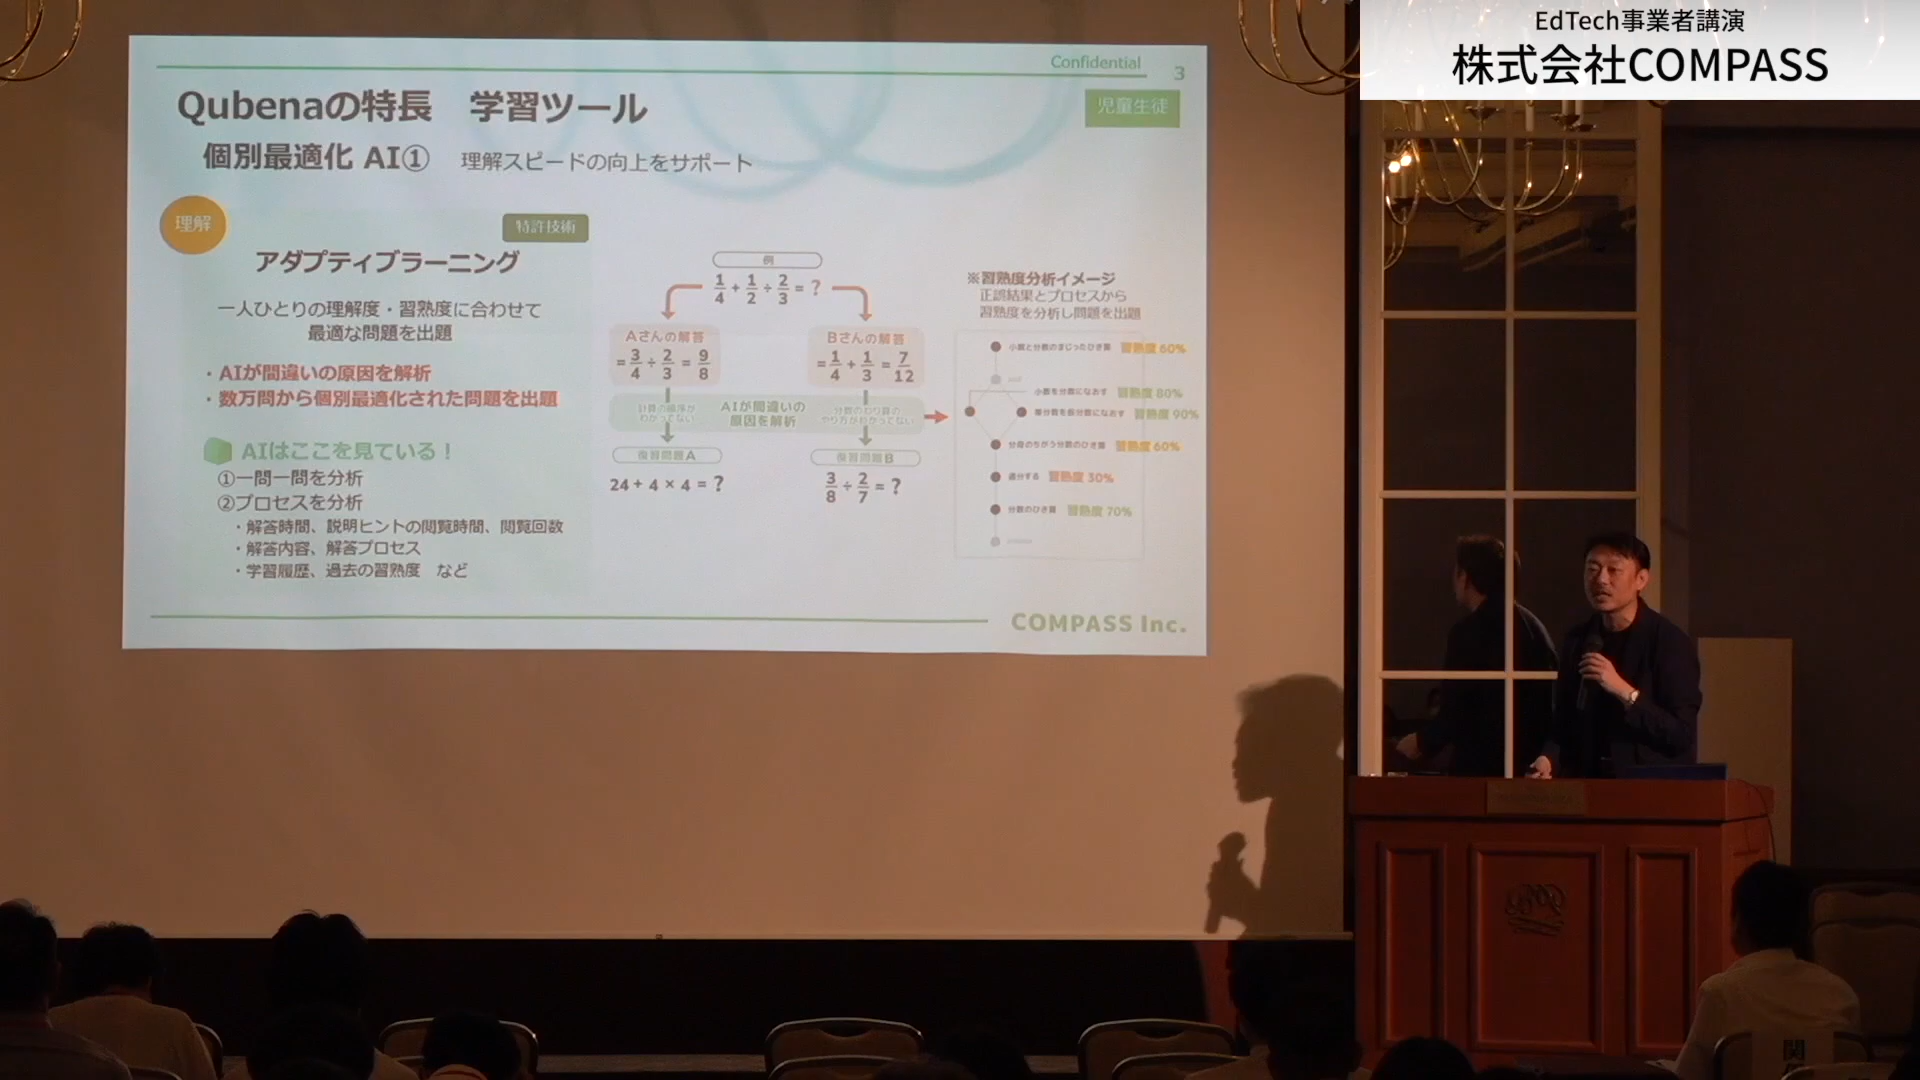 EdTech事業者講演
株式会社COMPASS
Confidential
3
Qubenaの特長 学習ツール
児童生徒
個別最適化 AI① 理解スピードの向上をサポート
理解
特許技術
アダプティブラーニング
一人ひとりの理解度・習熟度に合わせて
最適な問題を出題
・AIが間違いの原因を解析
・数万問から個別最適化された問題を出題
AIはここを見ている！
①一問一問を分析
②プロセスを分析
・解答時間、説明ヒントの閲覧時間、閲覧回数
・解答内容、解答プロセス
・学習履歴、過去の習熟度 など
例
1/4 + 1/2 ÷ 2/3 = ?
Aさんの解答
= 3/4 ÷ 2/3 = 9/8
Bさんの解答
= 1/4 + 1/3 = 7/12
計算の順序が
わかってない
AIが間違いの
原因を解析
分数のわり算の
やり方がわかってない
復習問題A
24 + 4 × 4 = ?
復習問題B
3/8 ÷ 2/7 = ?
※習熟度分析イメージ
正誤結果とプロセスから
習熟度を分析し問題を出題
小数と分数のまじったひき算 習熟度 60%
小数を分数になおす 習熟度 80%
帯分数を仮分数になおす 習熟度 90%
分母のちがう分数のひき算 習熟度 60%
通分する 習熟度 30%
分数のひき算 習熟度 70%
COMPASS Inc.
関